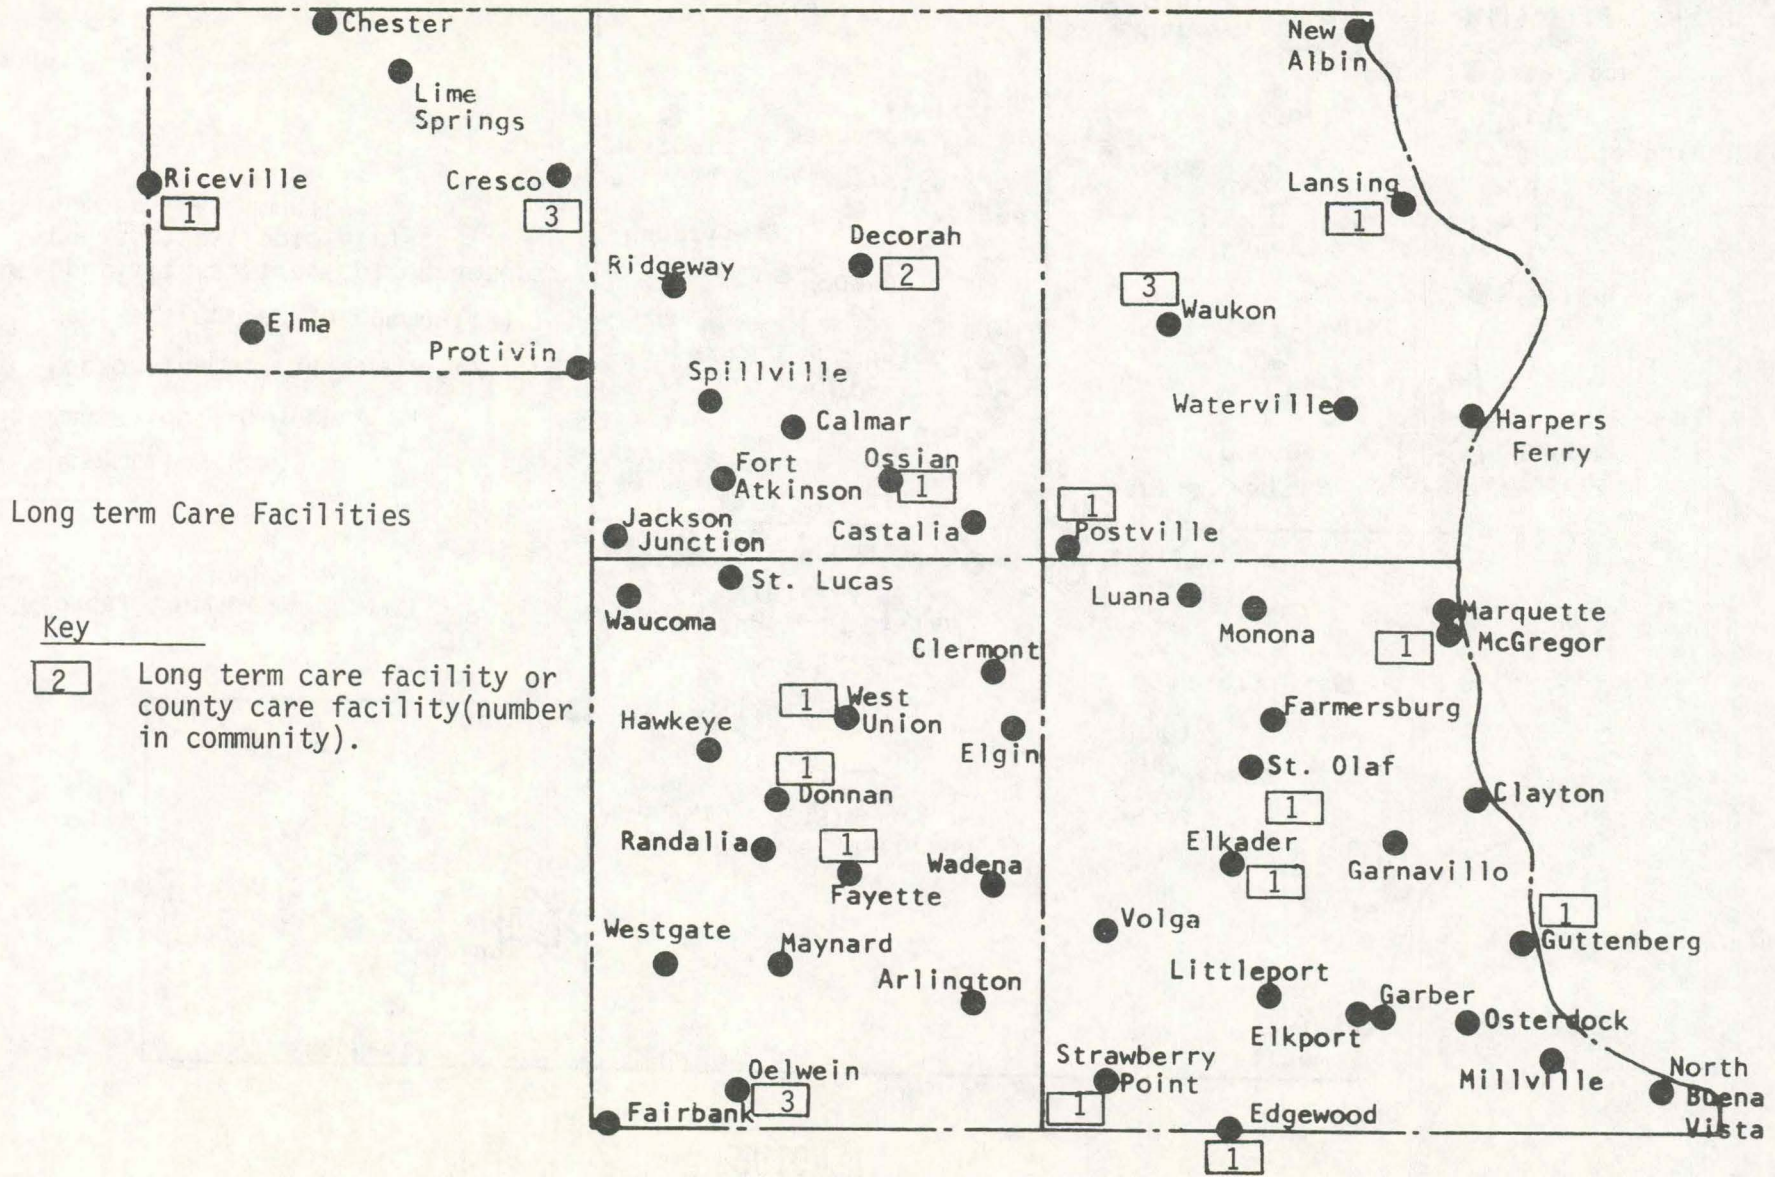 Chester
Lime
Springs
Riceville
1
Cresco
3
Elma
Protivin
New
Albin
Lansing
1
Decorah
2
Ridgeway
3
Waukon
Spillville
Calmar
Waterville
Harpers
Ferry
Fort
Atkinson
Ossian
1
Castalia
1
Postville
Jackson
Junction
Long term Care Facilities
Key
2
Long term care facility or
county care facility(number
in community).
St. Lucas
Waucoma
Luana
Monona
Marquette
McGregor
1
Clermont
1
West
Union
Hawkeye
Elgin
Farmersburg
St. Olaf
1
1
Donnan
Clayton
Randalia
1
Fayette
Wadena
Elkader
1
Garnavillo
Volga
1
Guttenberg
Westgate
Maynard
Arlington
Littleport
Garber
Elkport
Osterdock
Strawberry
Point
1
Millville
North
Buena
Vista
Oelwein
3
Fairbank
Edgewood
1